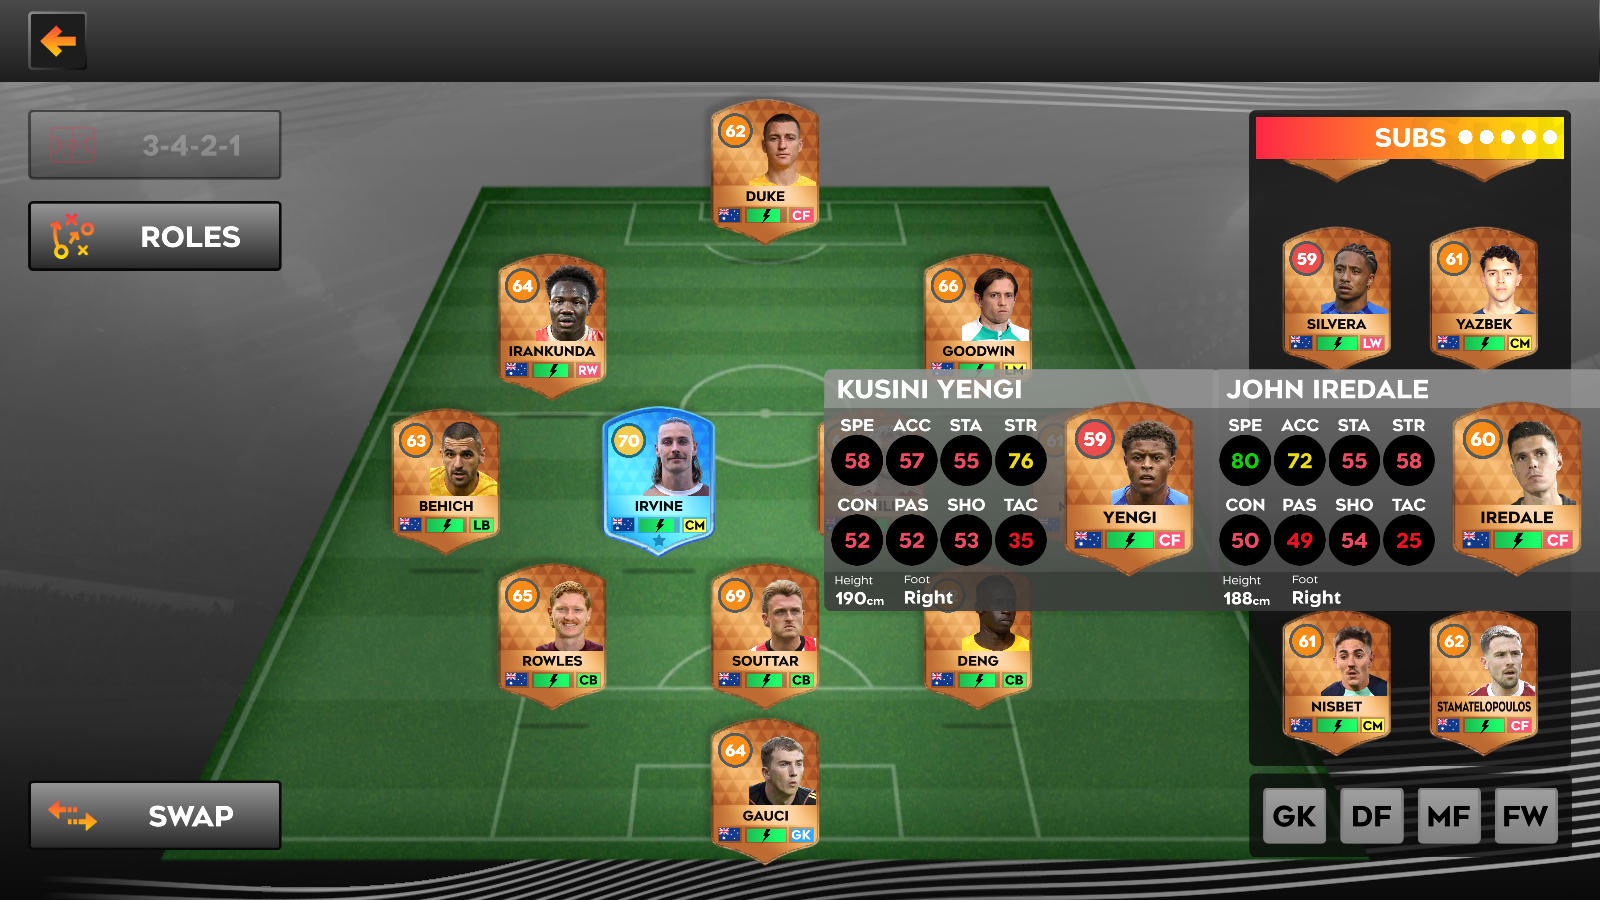 3-4-2-1
ROLES
SUBS
62
DUKE
CF
64
IRANKUNDA
RW
66
GOODWIN
LM
59
SILVERA
LW
61
YAZBEK
CM
KUSINI YENGI
SPE ACC STA STR
58 57 55 76
CON PAS SHO TAC
52 52 53 35
Height Foot
190cm Right
59
YENGI
CF
JOHN IREDALE
SPE ACC STA STR
80 72 55 58
CON PAS SHO TAC
50 49 54 25
Height Foot
188cm Right
60
IREDALE
CF
63
BEHICH
LB
70
IRVINE
CM
61
65
ROWLES
CB
69
SOUTTAR
CB
DENG
CB
61
NISBET
CM
62
STAMATELOPOULOS
CF
64
GAUCI
GK
SWAP
GK DF MF FW